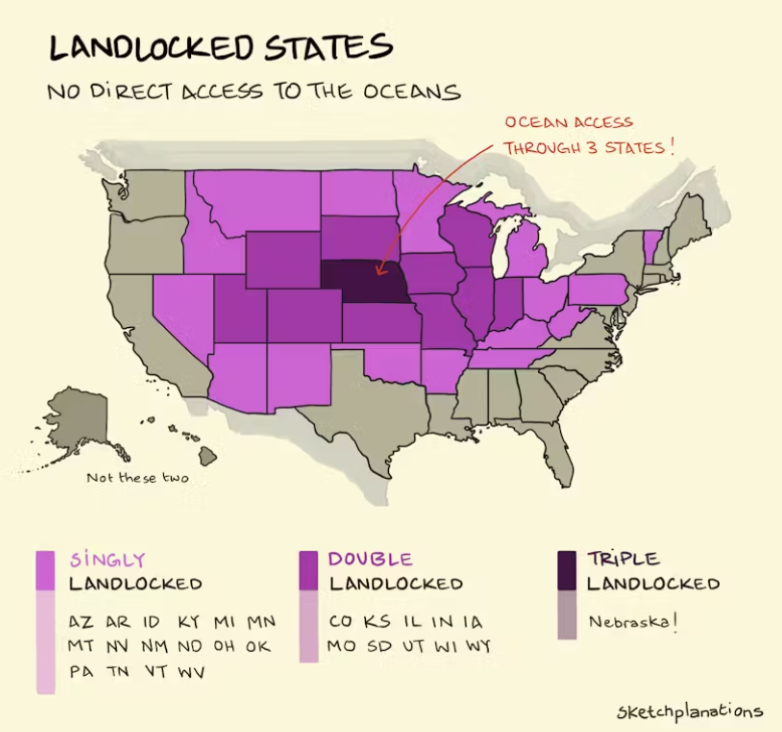 LANDLOCKED STATES
NO DIRECT ACCESS TO THE OCEANS
OCEAN ACCESS
THROUGH 3 STATES!
Not these two
SINGLY
LANDLOCKED
AZ AR ID KY MI MN
MT NV NM ND OH OK
PA TN VT WV
DOUBLE
LANDLOCKED
CO KS IL IN IA
MO SD UT WI WY
TRIPLE
LANDLOCKED
Nebraska!
sketchplanations